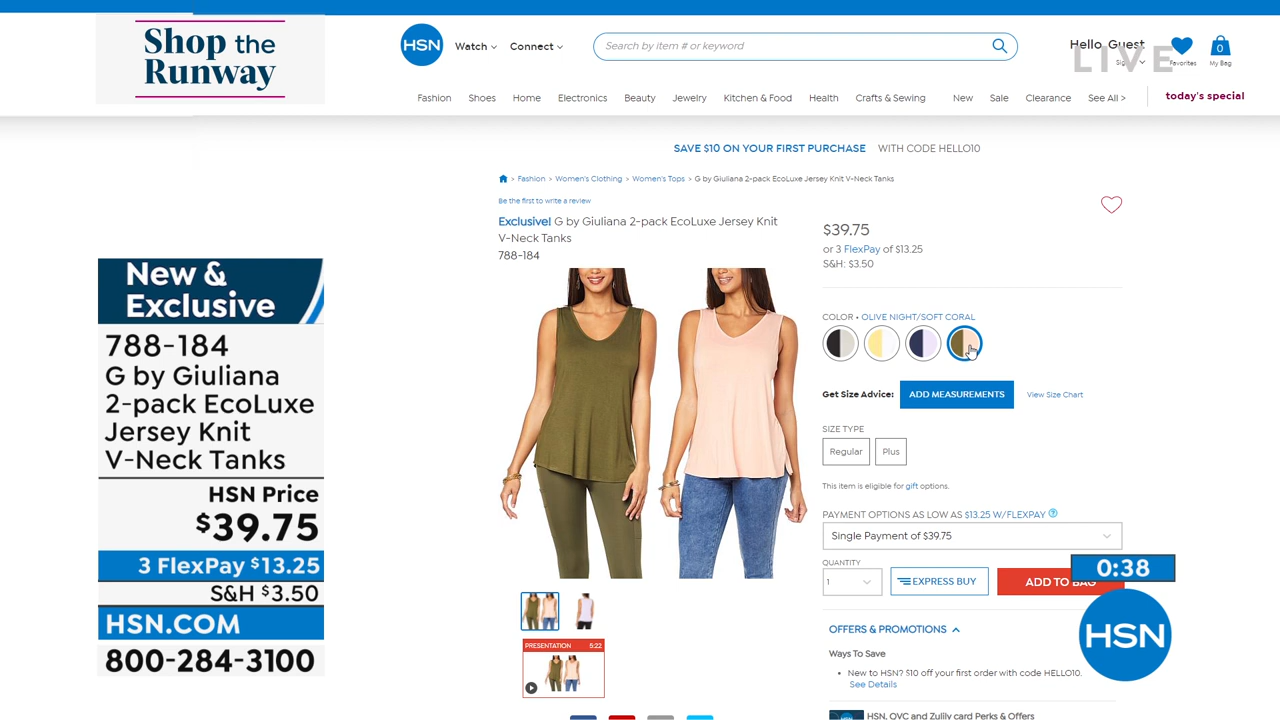 Shop the
Runway
HSN
Watch
Connect
Search by item # or keyword
Hello, Guest
LIVE
Favorites
0
My Bag
Fashion
Shoes
Home
Electronics
Beauty
Jewelry
Kitchen & Food
Health
Crafts & Sewing
New
Sale
Clearance
See All >
today's special
SAVE $10 ON YOUR FIRST PURCHASE WITH CODE HELLO10
> Fashion > Women's Clothing > Women's Tops > G by Giuliana 2-pack EcoLuxe Jersey Knit V-Neck Tanks
Be the first to write a review
Exclusive! G by Giuliana 2-pack EcoLuxe Jersey Knit
V-Neck Tanks
788-184
$39.75
or 3 FlexPay of $13.25
S&H: $3.50
COLOR • OLIVE NIGHT/SOFT CORAL
Get Size Advice:
ADD MEASUREMENTS
View Size Chart
SIZE TYPE
Regular
Plus
This item is eligible for gift options.
PAYMENT OPTIONS AS LOW AS $13.25 W/FLEXPAY ?
Single Payment of $39.75
QUANTITY
1
EXPRESS BUY
ADD TO BAG
0:38
HSN
OFFERS & PROMOTIONS
Ways To Save
• New to HSN? $10 off your first order with code HELLO10.
See Details
HSN, QVC and Zulily card Perks & Offers
PRESENTATION 5:22
New &
Exclusive
788-184
G by Giuliana
2-pack EcoLuxe
Jersey Knit
V-Neck Tanks
HSN Price
$39.75
3 FlexPay $13.25
S&H $3.50
HSN.COM
800-284-3100